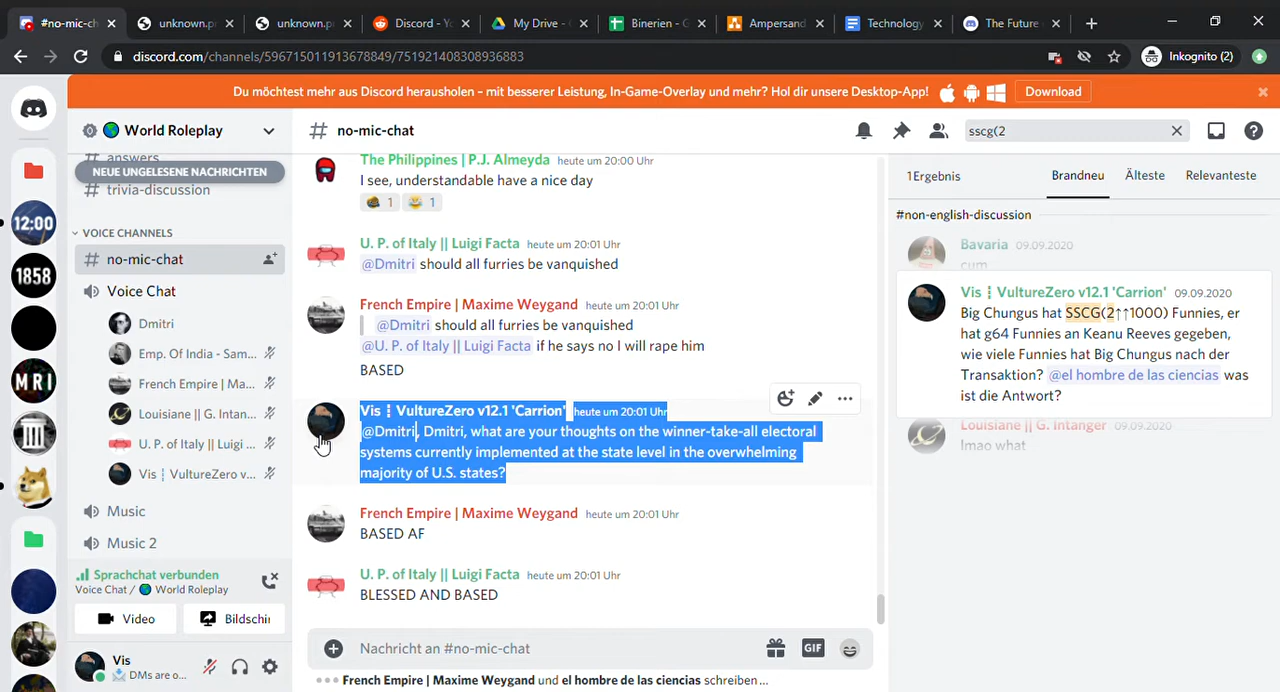 #no-mic-ch
unknown.p
unknown.p
Discord - Yo
My Drive -
Binerien - G
Ampersand
Technology
The Future
discord.com/channels/596715011913678849/751921408308936883
Inkognito (2)
Du möchtest mehr aus Discord herausholen – mit besserer Leistung, In-Game-Overlay und mehr? Hol dir unsere Desktop-App!
Download
World Roleplay
answers
NEUE UNGELESENE NACHRICHTEN
# trivia-discussion
VOICE CHANNELS
# no-mic-chat
Voice Chat
Dmitri
Emp. Of India - Sam...
French Empire | Ma...
Louisiane || G. Intan...
U. P. of Italy || Luigi ...
Vis ¦ VultureZero v...
Music
Music 2
Sprachchat verbunden
Voice Chat / World Roleplay
Video
Bildschir
Vis
DMs are o...
12:00
1858
MRI
# no-mic-chat
sscg(2
The Philippines | P.J. Almeyda heute um 20:00 Uhr
I see, understandable have a nice day
1 1
U. P. of Italy || Luigi Facta heute um 20:01 Uhr
@Dmitri should all furries be vanquished
French Empire | Maxime Weygand heute um 20:01 Uhr
@Dmitri should all furries be vanquished
@U. P. of Italy || Luigi Facta if he says no I will rape him
BASED
Vis ¦ VultureZero v12.1 'Carrion' heute um 20:01 Uhr
@Dmitri, Dmitri, what are your thoughts on the winner-take-all electoral
systems currently implemented at the state level in the overwhelming
majority of U.S. states?
French Empire | Maxime Weygand heute um 20:01 Uhr
BASED AF
U. P. of Italy || Luigi Facta heute um 20:01 Uhr
BLESSED AND BASED
Nachricht an #no-mic-chat
GIF
French Empire | Maxime Weygand und el hombre de las ciencias schreiben ...
1 Ergebnis
Brandneu
Älteste
Relevanteste
#non-english-discussion
Bavaria 09.09.2020
cum
Vis ¦ VultureZero v12.1 'Carrion' 09.09.2020
Big Chungus hat SSCG(2↑↑1000) Funnies, er
hat g64 Funnies an Keanu Reeves gegeben,
wie viele Funnies hat Big Chungus nach der
Transaktion? @el hombre de las ciencias was
ist die Antwort?
Louisiane || G. Intanger 09.09.2020
lmao what